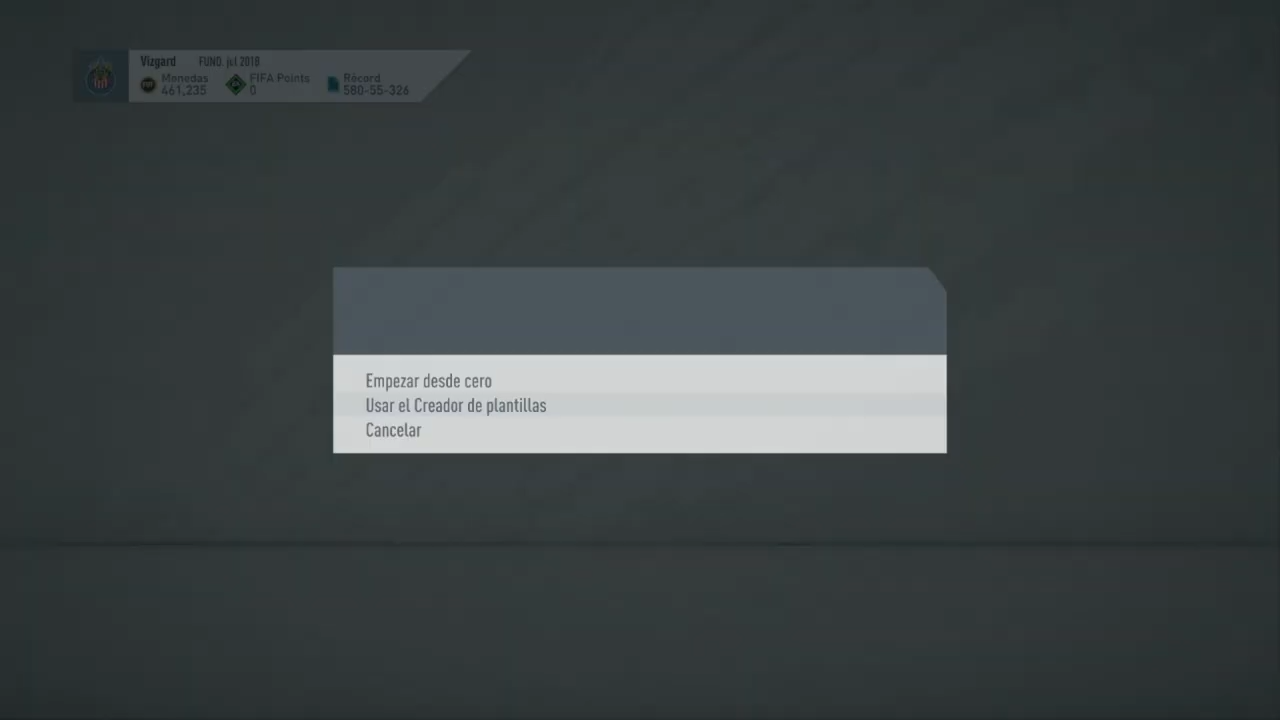 Vizgard FUND. jul 2018
Monedas FIFA Points Récord
461,235 0 580-55-326
Empezar desde cero
Usar el Creador de plantillas
Cancelar